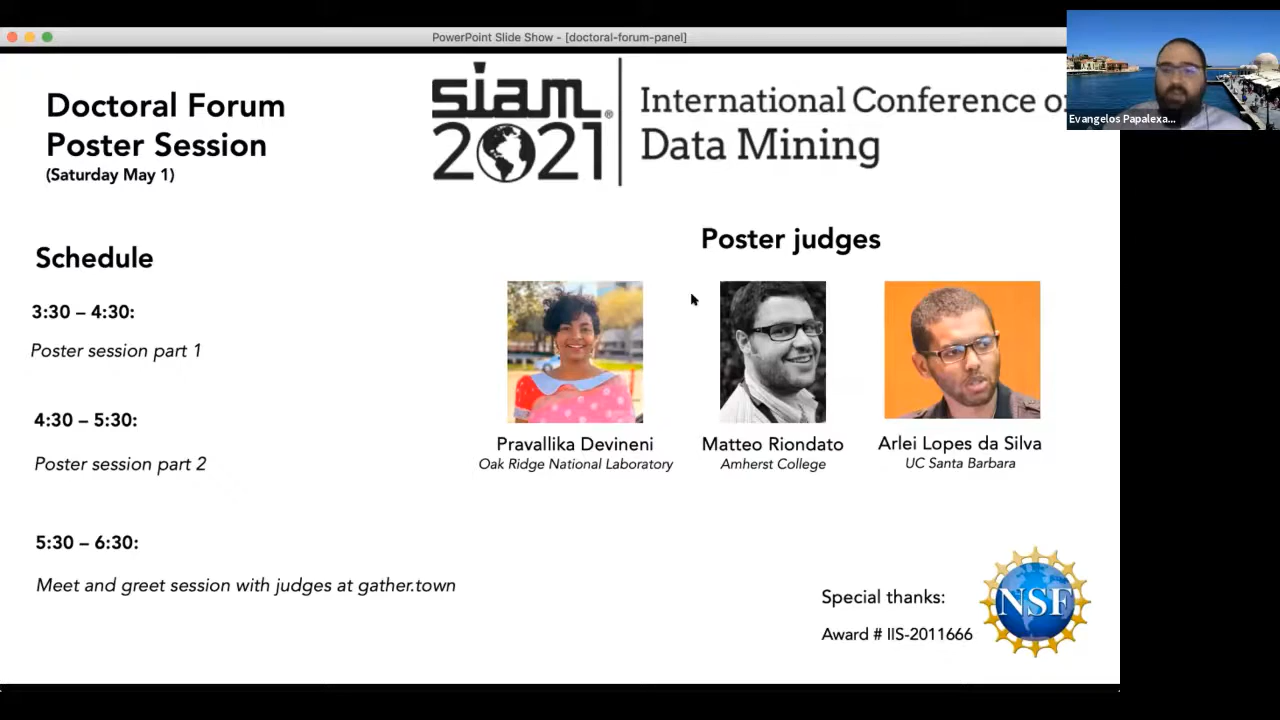 PowerPoint Slide Show - [doctoral-forum-panel]
Evangelos Papalexa...
Doctoral Forum
Poster Session
(Saturday May 1)
siam®
2021
International Conference o
Data Mining
Schedule
3:30 – 4:30:
Poster session part 1
4:30 – 5:30:
Poster session part 2
5:30 – 6:30:
Meet and greet session with judges at gather.town
Poster judges
Pravallika Devineni
Oak Ridge National Laboratory
Matteo Riondato
Amherst College
Arlei Lopes da Silva
UC Santa Barbara
Special thanks:
Award # IIS-2011666
NSF